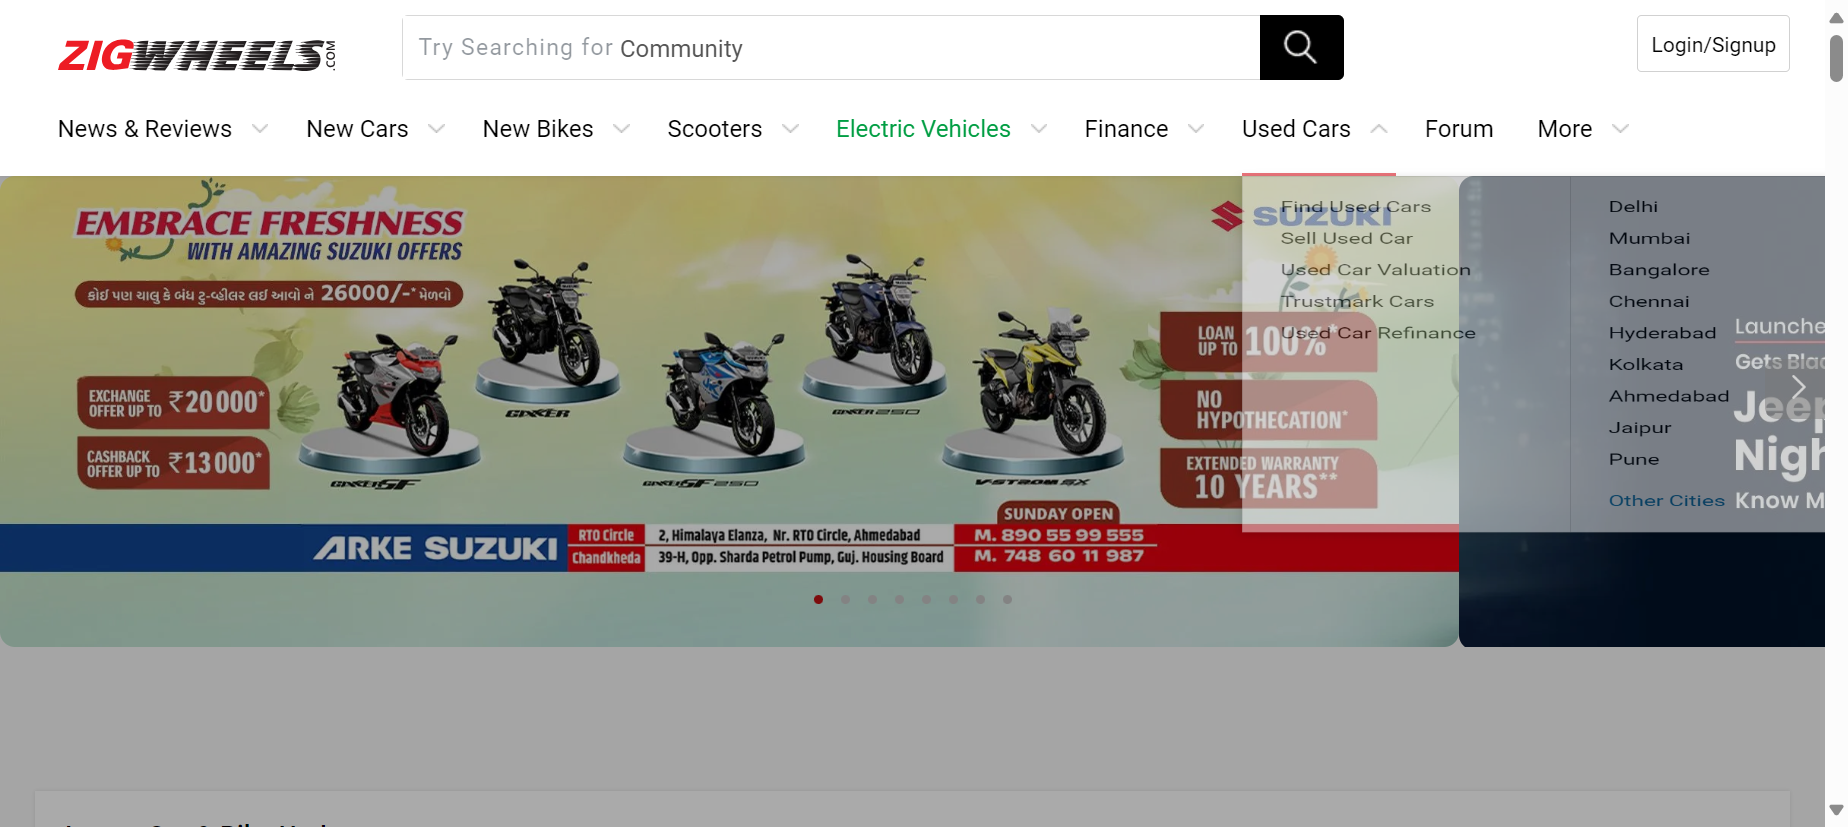 ZIGWHEELS.COM
Try Searching for Community
Login/Signup
News & Reviews
New Cars
New Bikes
Scooters
Electric Vehicles
Finance
Used Cars
Forum
More
EMBRACE FRESHNESS
WITH AMAZING SUZUKI OFFERS
કોઈ પણ ચાલુ કે બંધ ટુ-વ્હીલર લઈ આવો ને 26000/-* મેળવો
EXCHANGE
OFFER UP TO ₹20000*
CASHBACK
OFFER UP TO ₹13000*
GIXXER
GIXXER SF
GIXXER SF 250
GIXXER 250
V-STROM SX
SUZUKI
LOAN
UP TO 100%*
NO
HYPOTHECATION*
EXTENDED WARRANTY
10 YEARS**
SUNDAY OPEN
ARKE SUZUKI
RTO Circle
2, Himalaya Elanza, Nr. RTO Circle, Ahmedabad
M. 890 55 99 555
Chandkheda
39-H, Opp. Sharda Petrol Pump, Guj. Housing Board
M. 748 60 11 987
Find Used Cars
Sell Used Car
Used Car Valuation
Trustmark Cars
Used Car Refinance
Delhi
Mumbai
Bangalore
Chennai
Hyderabad
Kolkata
Ahmedabad
Jaipur
Pune
Other Cities
Launche
Gets Blac
Jeep
Nigh
Know M